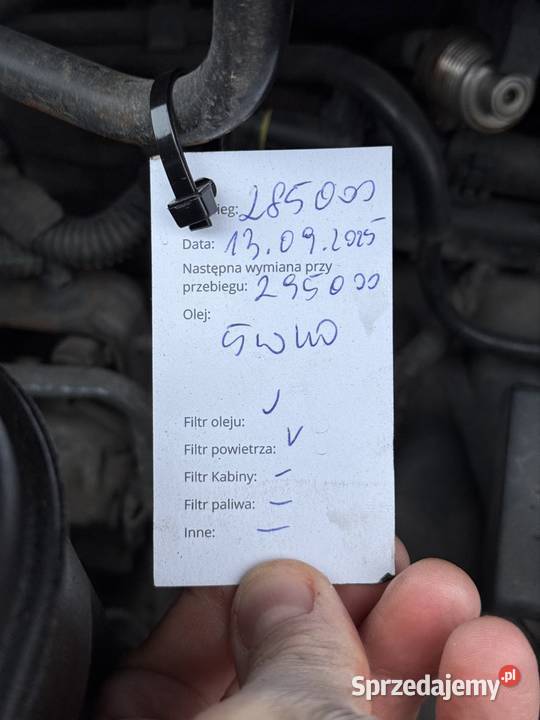 ieg: 285000
Data: 13.09.2025
Następna wymiana przy
przebiegu: 295000
Olej:
5W40
Filtr oleju: ✓
Filtr powietrza: ✓
Filtr Kabiny: –
Filtr paliwa: –
Inne: –
Sprzedajemy.pl